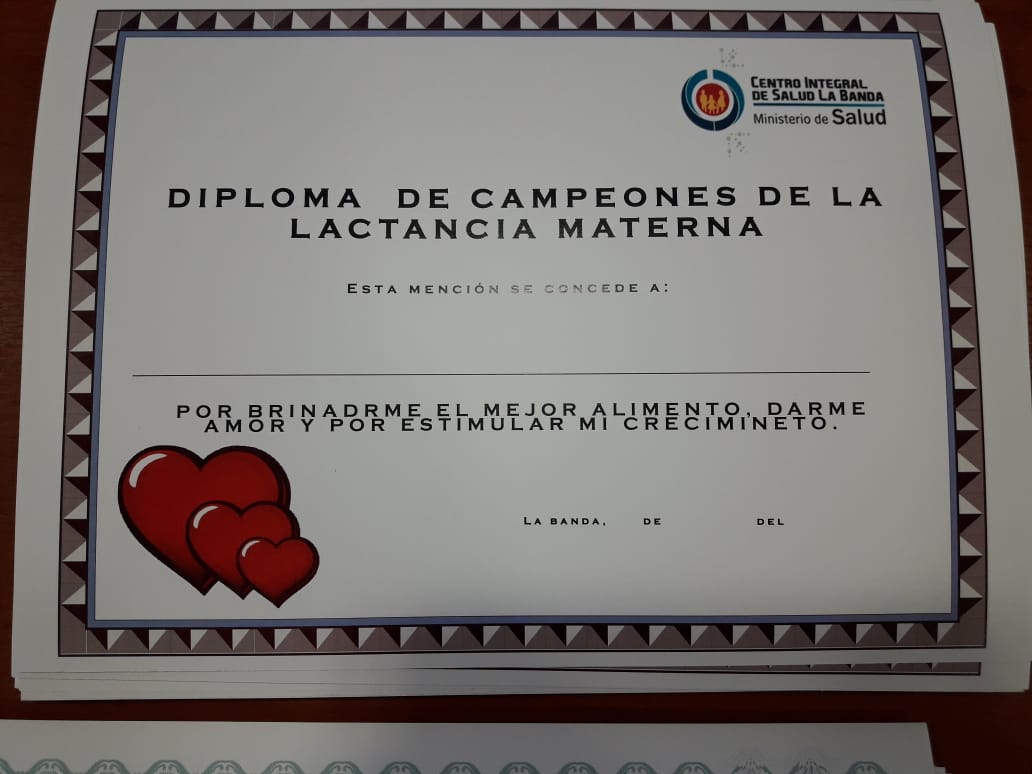 CENTRO INTEGRAL
DE SALUD LA BANDA
Ministerio de Salud
DIPLOMA DE CAMPEONES DE LA
LACTANCIA MATERNA
ESTA MENCIÓN SE CONCEDE A:
POR BRINADRME EL MEJOR ALIMENTO, DARME
AMOR Y POR ESTIMULAR MI CRECIMINETO.
LA BANDA, DE DEL